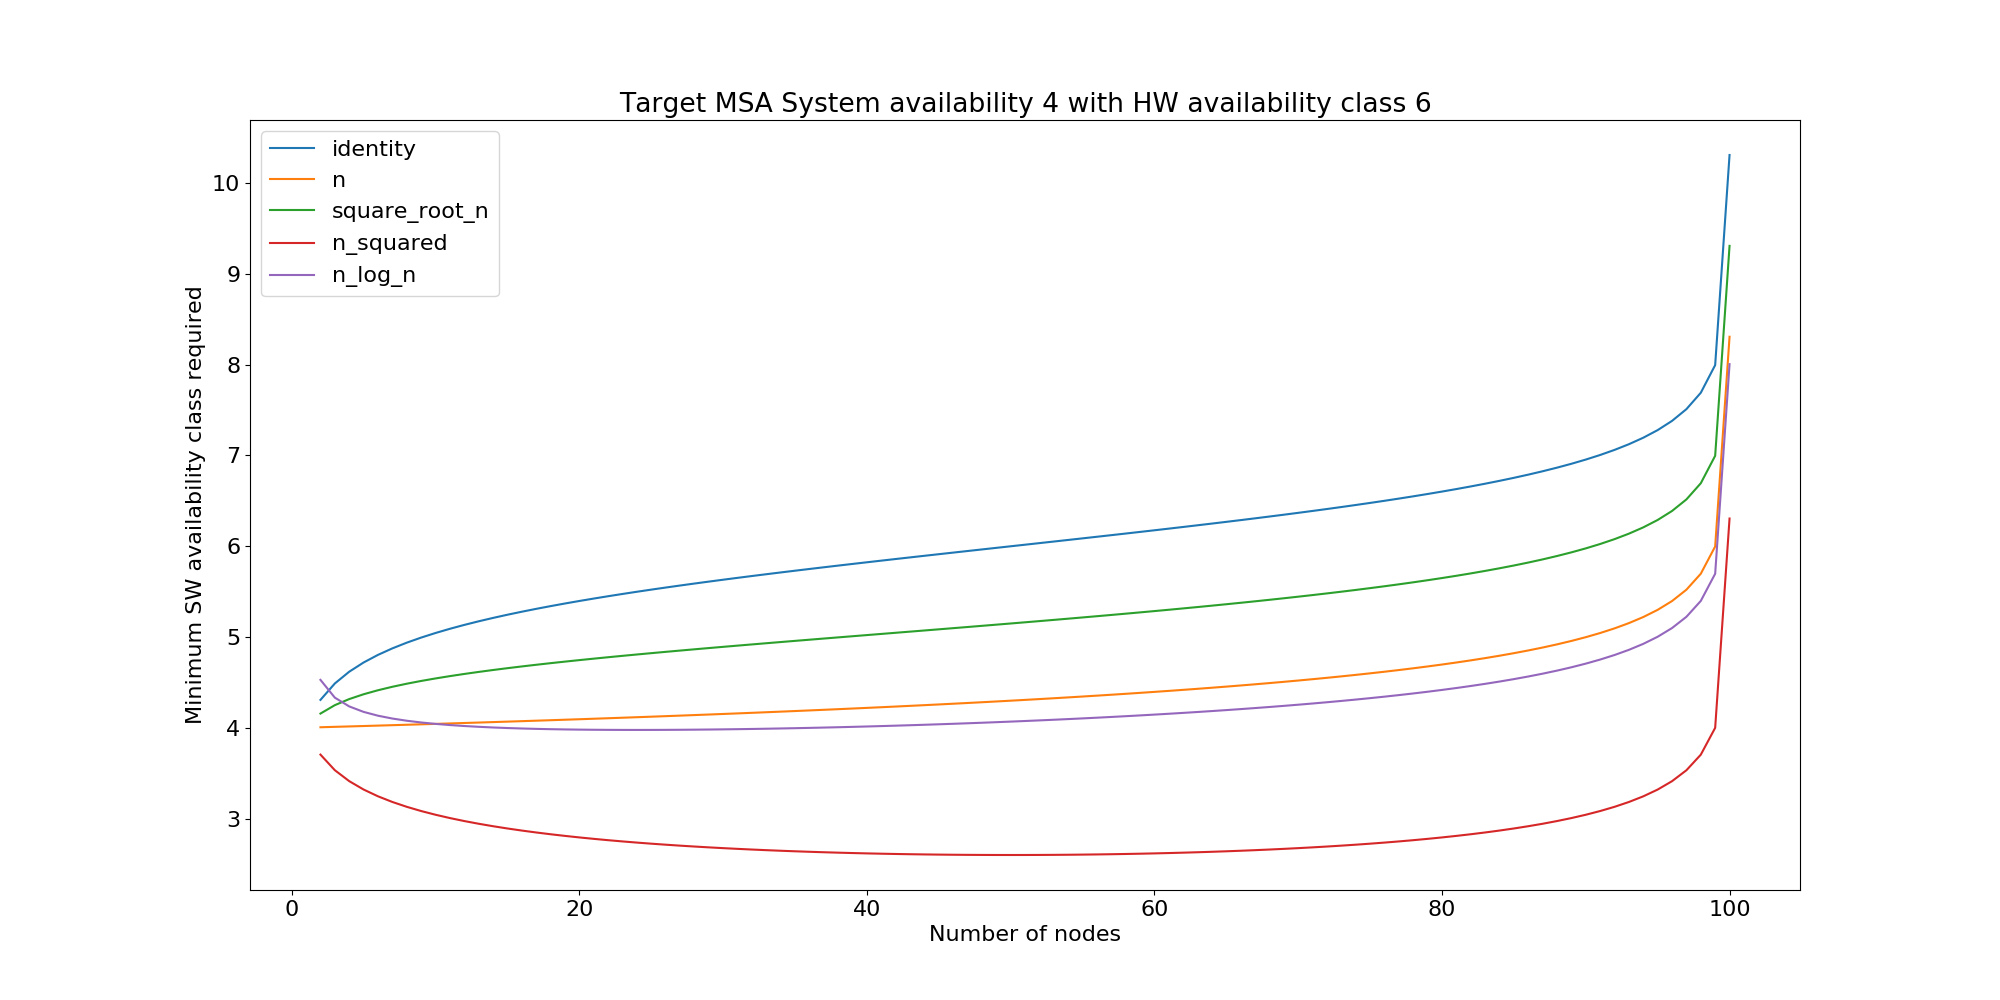 Target MSA System availability 4 with HW availability class 6
identity
n
square_root_n
n_squared
n_log_n
10
9
8
7
6
5
4
3
Minimum SW availability class required
0 20 40 60 80 100
Number of nodes